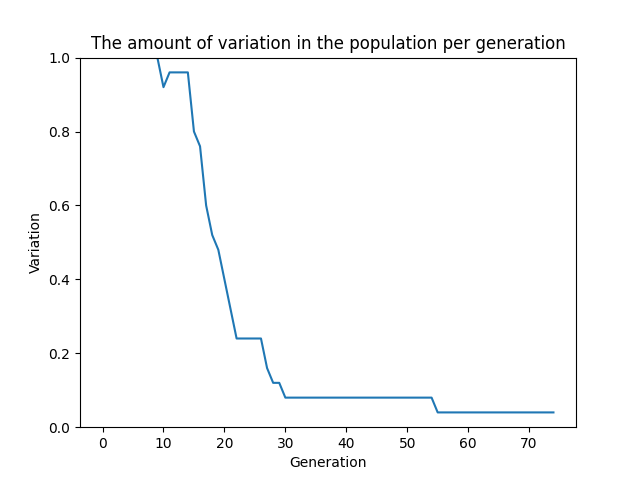 The amount of variation in the population per generation
1.0
0.8
0.6
0.4
0.2
0.0
Variation
0 10 20 30 40 50 60 70
Generation